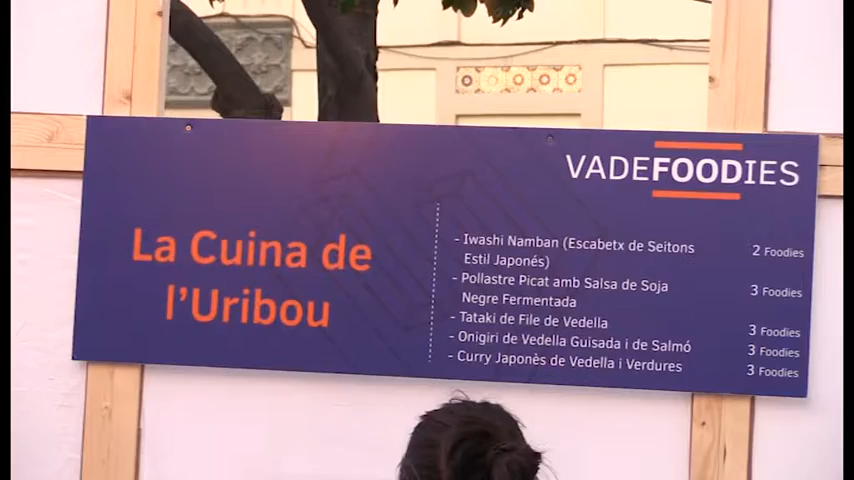 VADEFOODIES
La Cuina de
l'Uribou
- Iwashi Namban (Escabetx de Seitons 2 Foodies
Estil Japonés)
- Pollastre Picat amb Salsa de Soja 3 Foodies
Negre Fermentada
- Tataki de File de Vedella 3 Foodies
- Onigiri de Vedella Guisada i de Salmó 3 Foodies
- Curry Japonès de Vedella i Verdures 3 Foodies